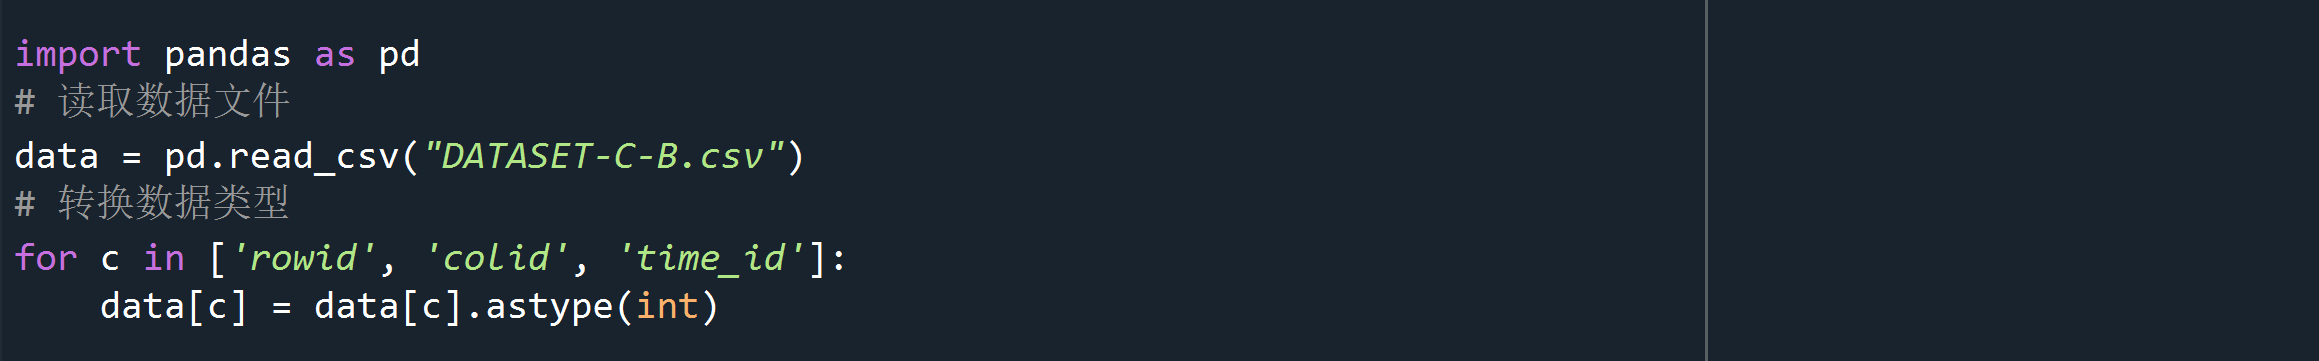 import pandas as pd
# 读取数据文件
data = pd.read_csv("DATASET-C-B.csv")
# 转换数据类型
for c in ['rowid', 'colid', 'time_id']:
    data[c] = data[c].astype(int)